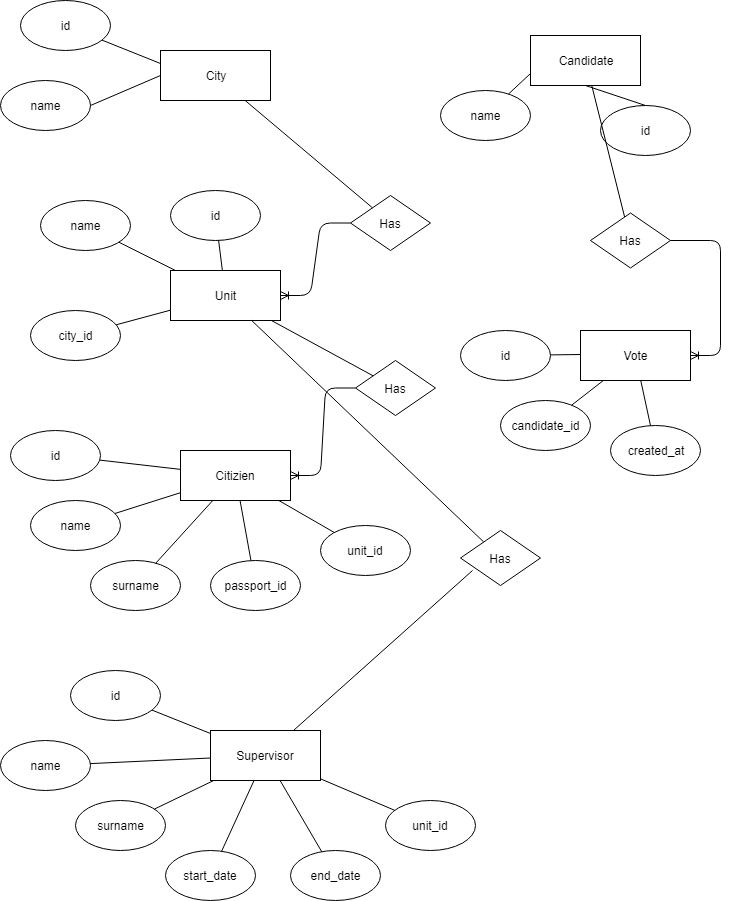 id
City
Candidate
name
name
id
id
name
Has
Has
Unit
city_id
id
Vote
Has
candidate_id
created_at
id
Citizien
name
unit_id
surname
passport_id
Has
id
Supervisor
name
surname
unit_id
start_date
end_date